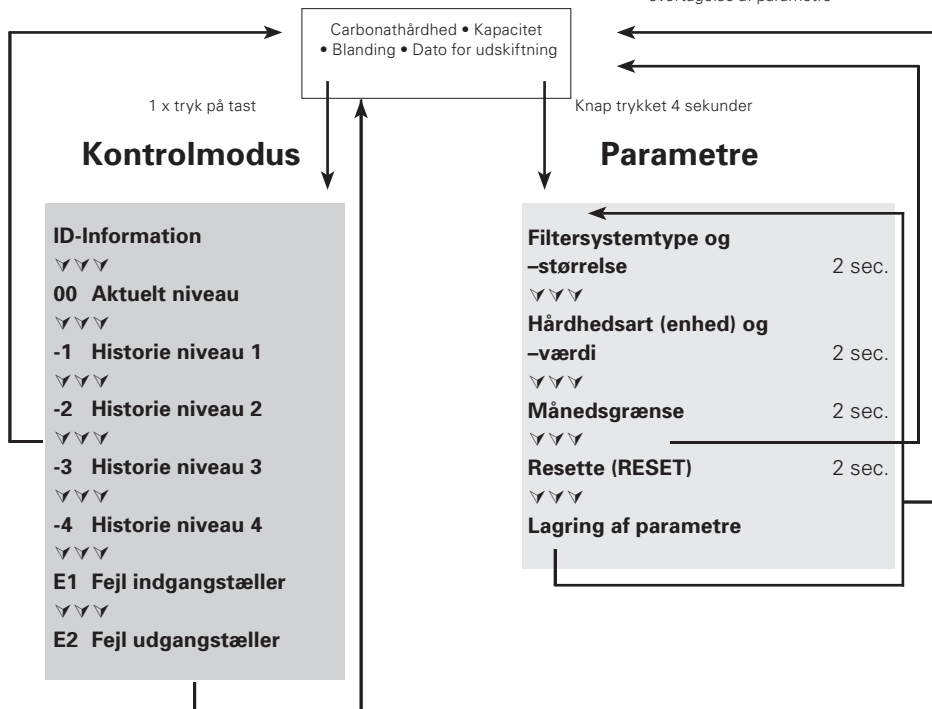 overtagelse af parametre
Carbonathårdhed • Kapacitet
• Blanding • Dato for udskiftning
1 x tryk på tast
Knap trykket 4 sekunder
Kontrolmodus
Parametre
ID-Information
00 Aktuelt niveau
-1 Historie niveau 1
-2 Historie niveau 2
-3 Historie niveau 3
-4 Historie niveau 4
E1 Fejl indgangstæller
E2 Fejl udgangstæller
Filtersystemtype og
–størrelse 2 sec.
Hårdhedsart (enhed) og
–værdi 2 sec.
Månedsgrænse 2 sec.
Resette (RESET) 2 sec.
Lagring af parametre